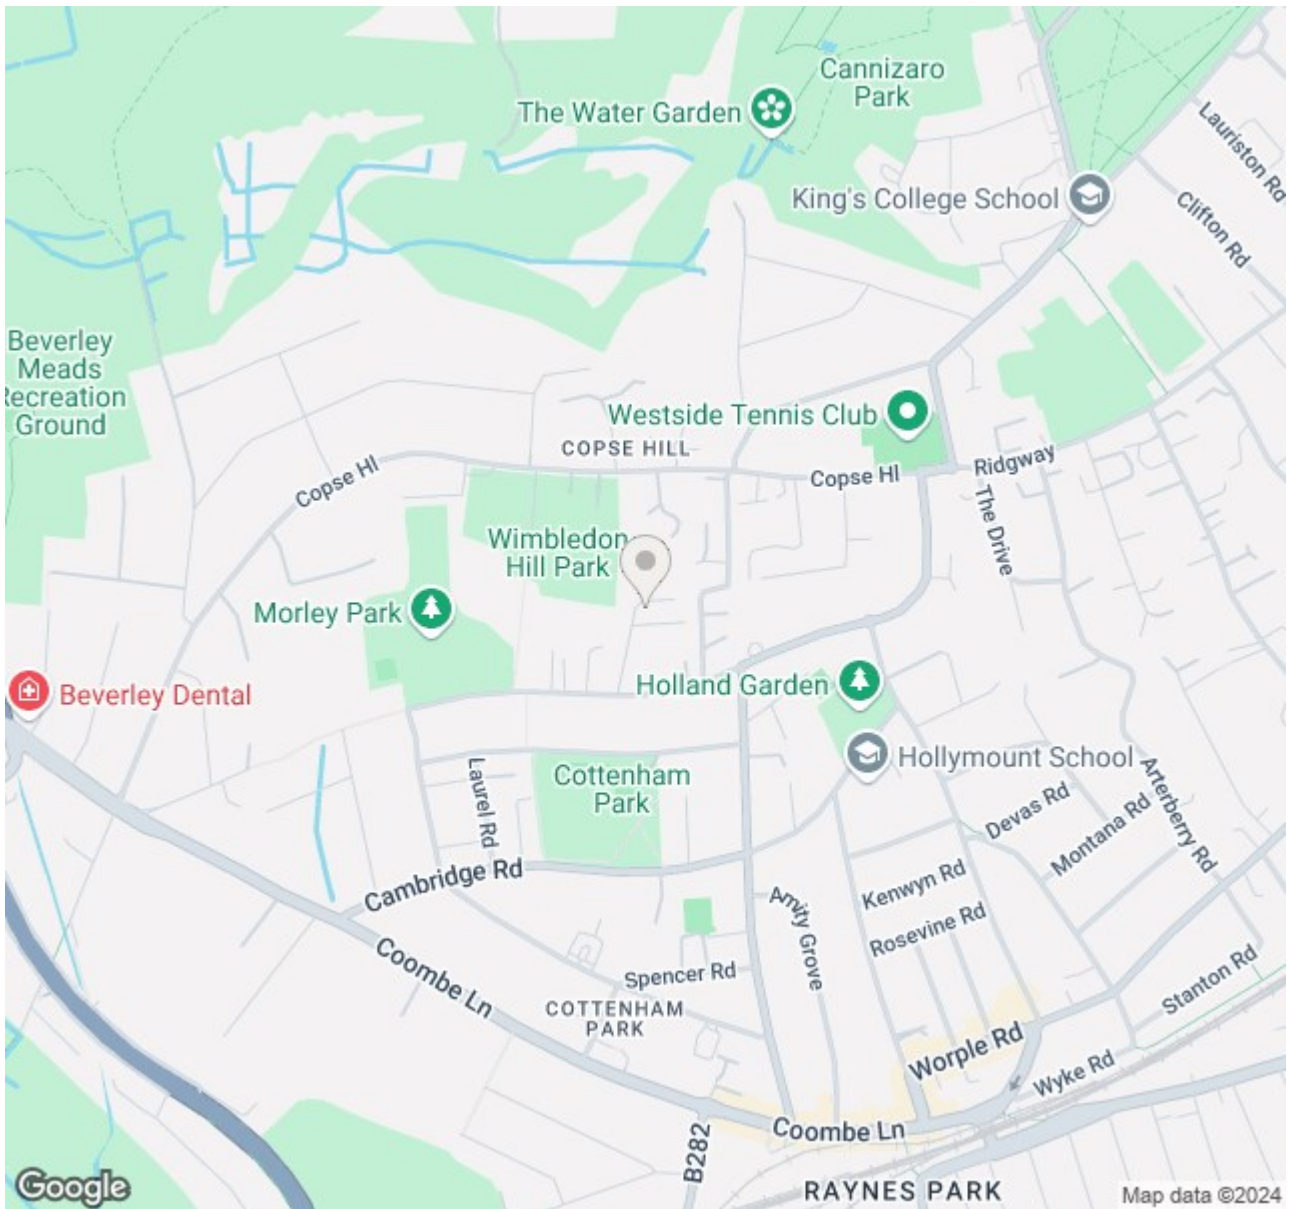 Cannizaro
Park
The Water Garden
Lauriston Rd
King's College School
Clifton Rd
Beverley
Meads
Recreation
Ground
Westside Tennis Club
COPSE HILL
Copse Hl
Copse Hl
Ridgway
The Drive
Wimbledon
Hill Park
Morley Park
Beverley Dental
Holland Garden
Hollymount School
Cottenham
Park
Laurel Rd
Devas Rd
Montana Rd
Arterberry Rd
Cambridge Rd
Kenwyn Rd
Amity Grove
Rosevine Rd
Coombe Ln
Spencer Rd
Stanton Rd
COTTENHAM
PARK
Worple Rd
Wyke Rd
Coombe Ln
B282
RAYNES PARK
Google
Map data ©2024